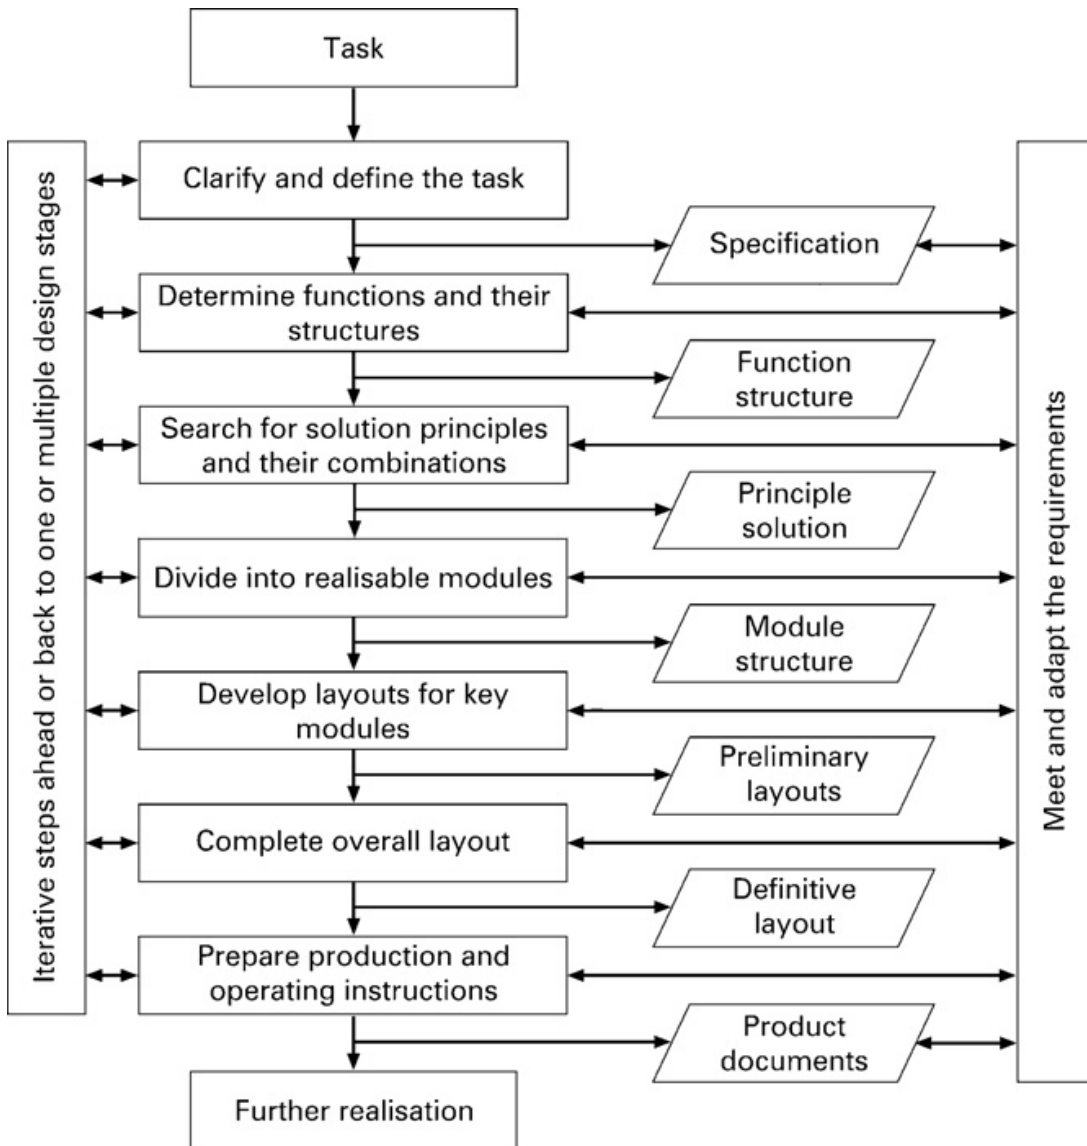 Task
Clarify and define the task
Specification
Determine functions and their
structures
Function
structure
Search for solution principles
and their combinations
Principle
solution
Divide into realisable modules
Module
structure
Develop layouts for key
modules
Preliminary
layouts
Complete overall layout
Definitive
layout
Prepare production and
operating instructions
Product
documents
Further realisation
Iterative steps ahead or back to one or multiple design stages
Meet and adapt the requirements